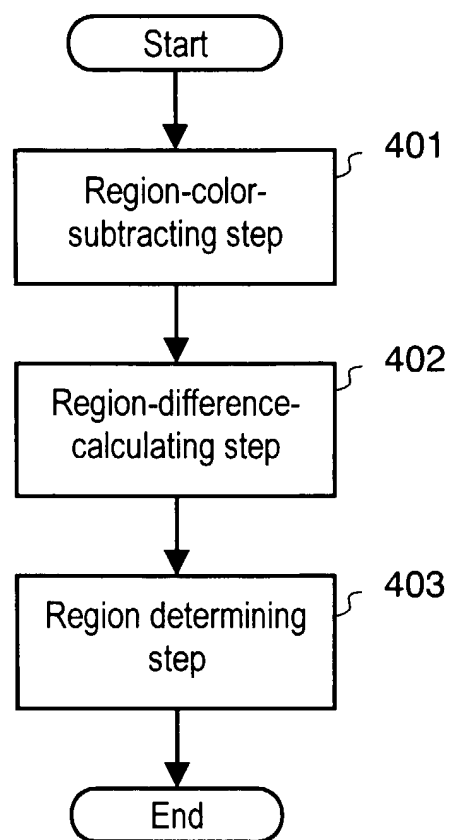 Start
401
Region-color-
subtracting step
402
Region-difference-
calculating step
403
Region determining
step
End